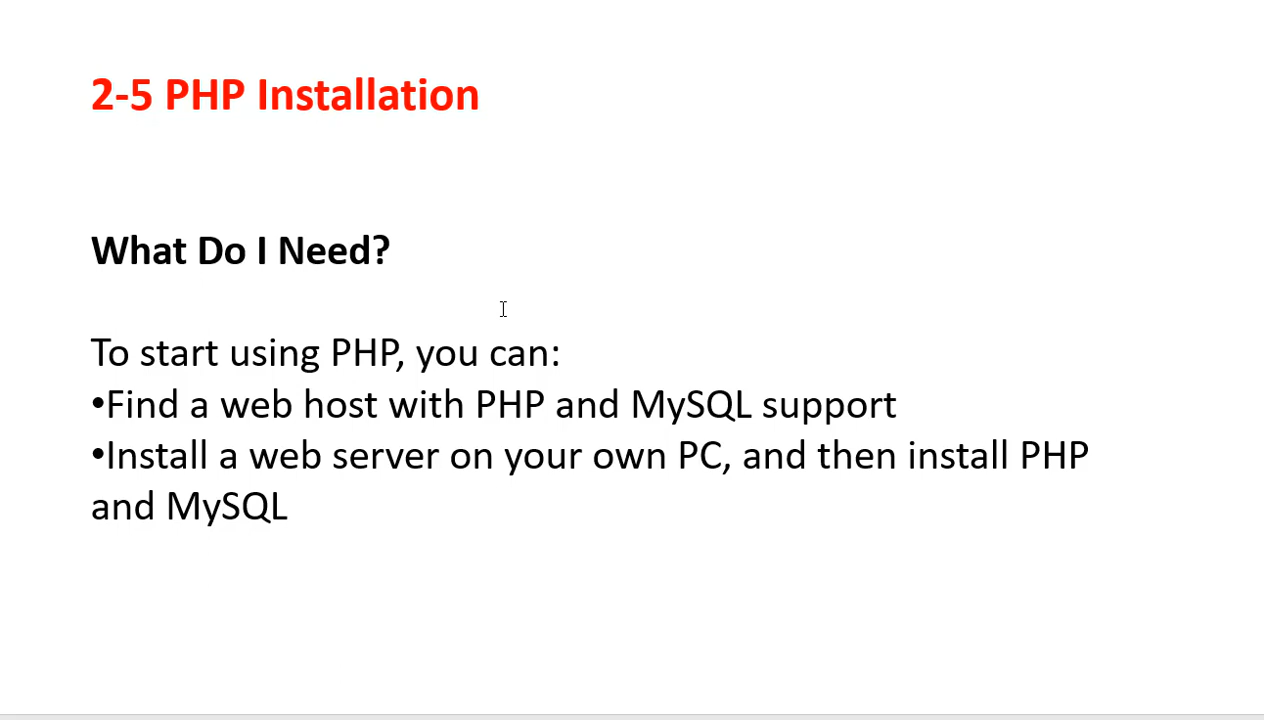 2-5 PHP Installation
What Do I Need?
To start using PHP, you can:
•Find a web host with PHP and MySQL support
•Install a web server on your own PC, and then install PHP
and MySQL